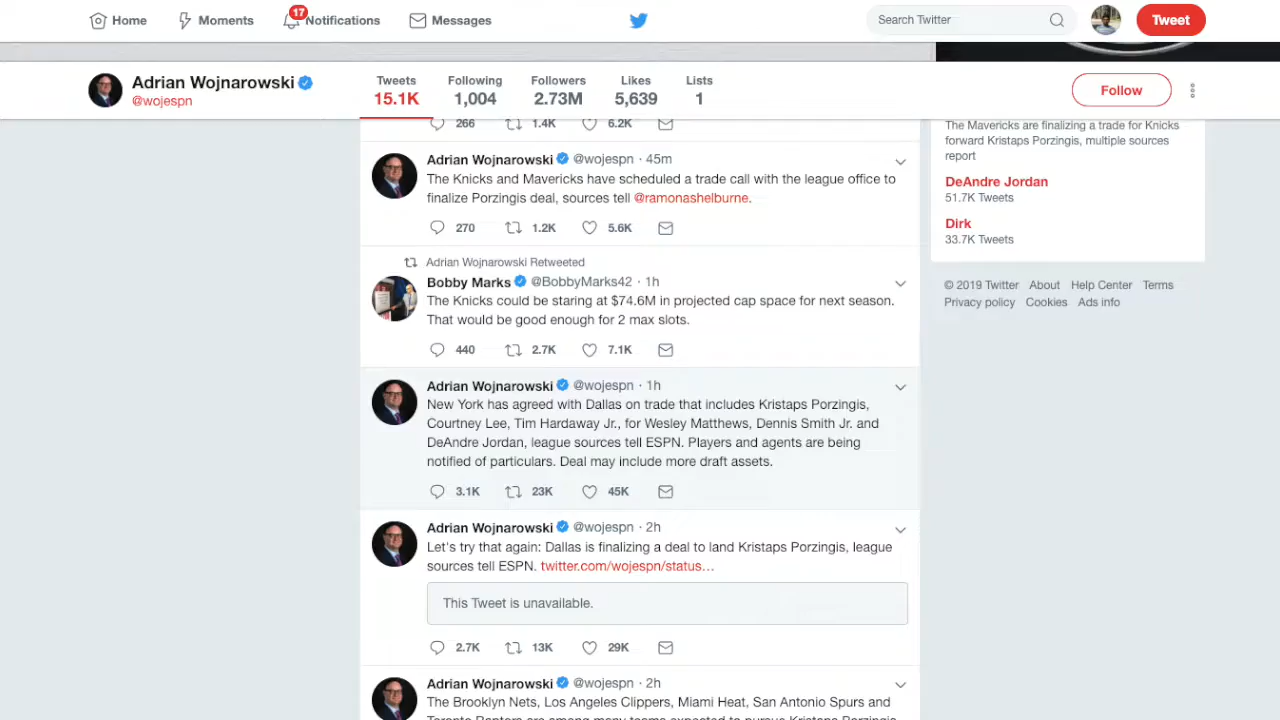 Home Moments 17 Notifications Messages Search Twitter Tweet
Adrian Wojnarowski
@wojespn
Tweets Following Followers Likes Lists
15.1K 1,004 2.73M 5,639 1
Follow
266 1.4K 6.2K
Adrian Wojnarowski @wojespn · 45m
The Knicks and Mavericks have scheduled a trade call with the league office to
finalize Porzingis deal, sources tell @ramonashelburne.
270 1.2K 5.6K
Adrian Wojnarowski Retweeted
Bobby Marks @BobbyMarks42 · 1h
The Knicks could be staring at $74.6M in projected cap space for next season.
That would be good enough for 2 max slots.
440 2.7K 7.1K
Adrian Wojnarowski @wojespn · 1h
New York has agreed with Dallas on trade that includes Kristaps Porzingis,
Courtney Lee, Tim Hardaway Jr., for Wesley Matthews, Dennis Smith Jr. and
DeAndre Jordan, league sources tell ESPN. Players and agents are being
notified of particulars. Deal may include more draft assets.
3.1K 23K 45K
Adrian Wojnarowski @wojespn · 2h
Let's try that again: Dallas is finalizing a deal to land Kristaps Porzingis, league
sources tell ESPN. twitter.com/wojespn/status…
This Tweet is unavailable.
2.7K 13K 29K
Adrian Wojnarowski @wojespn · 2h
The Brooklyn Nets, Los Angeles Clippers, Miami Heat, San Antonio Spurs and
Toronto Raptors are among many teams expected to pursue Kristaps Porzingis
The Mavericks are finalizing a trade for Knicks
forward Kristaps Porzingis, multiple sources
report
DeAndre Jordan
51.7K Tweets
Dirk
33.7K Tweets
© 2019 Twitter About Help Center Terms
Privacy policy Cookies Ads info